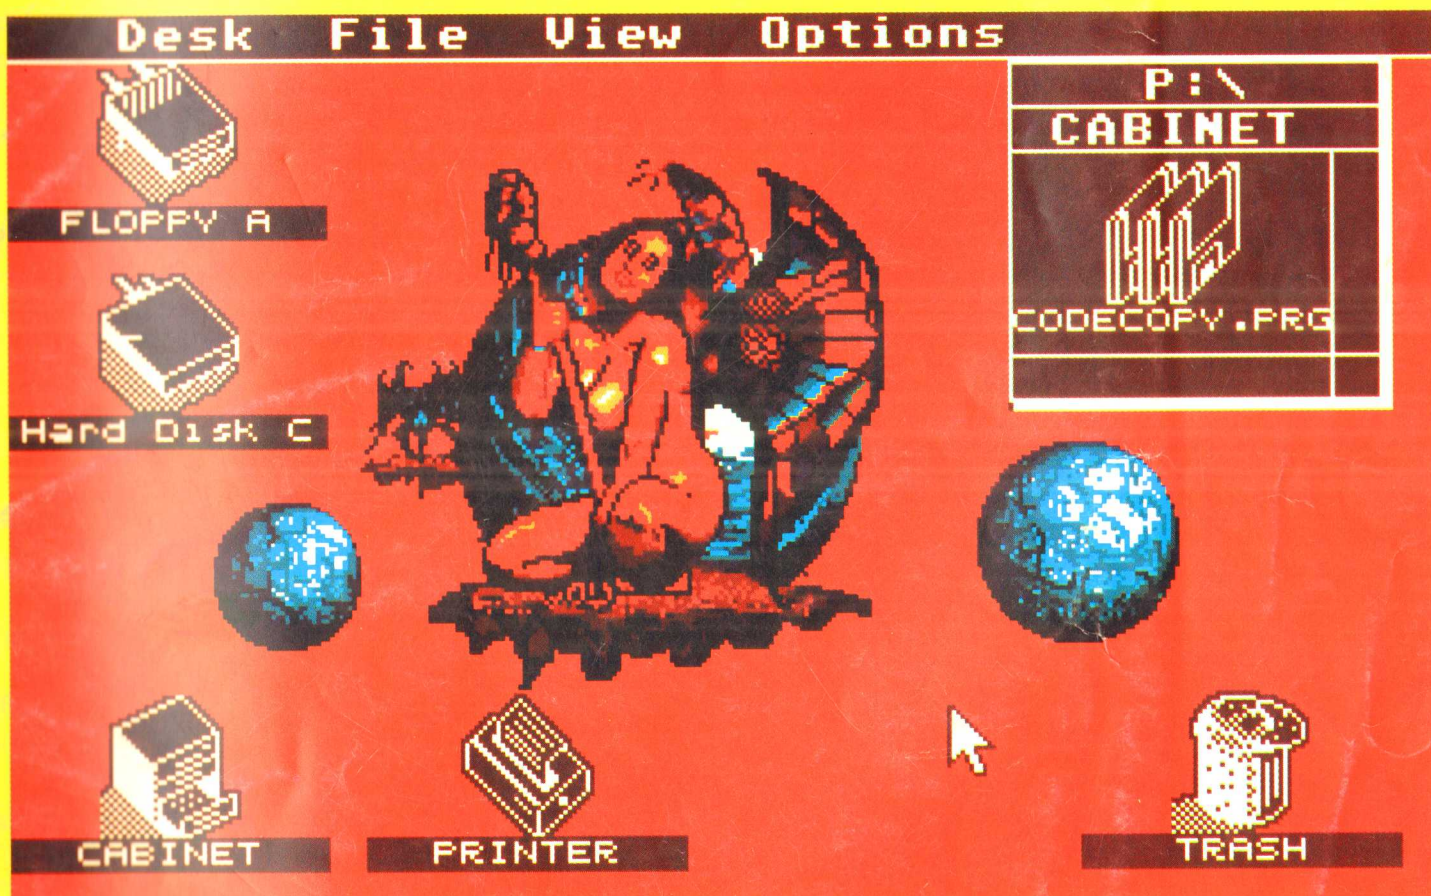 Desk File View Options
P:\
CABINET
CODECOPY.PRG
FLOPPY A
Hard Disk C
CABINET
PRINTER
TRASH